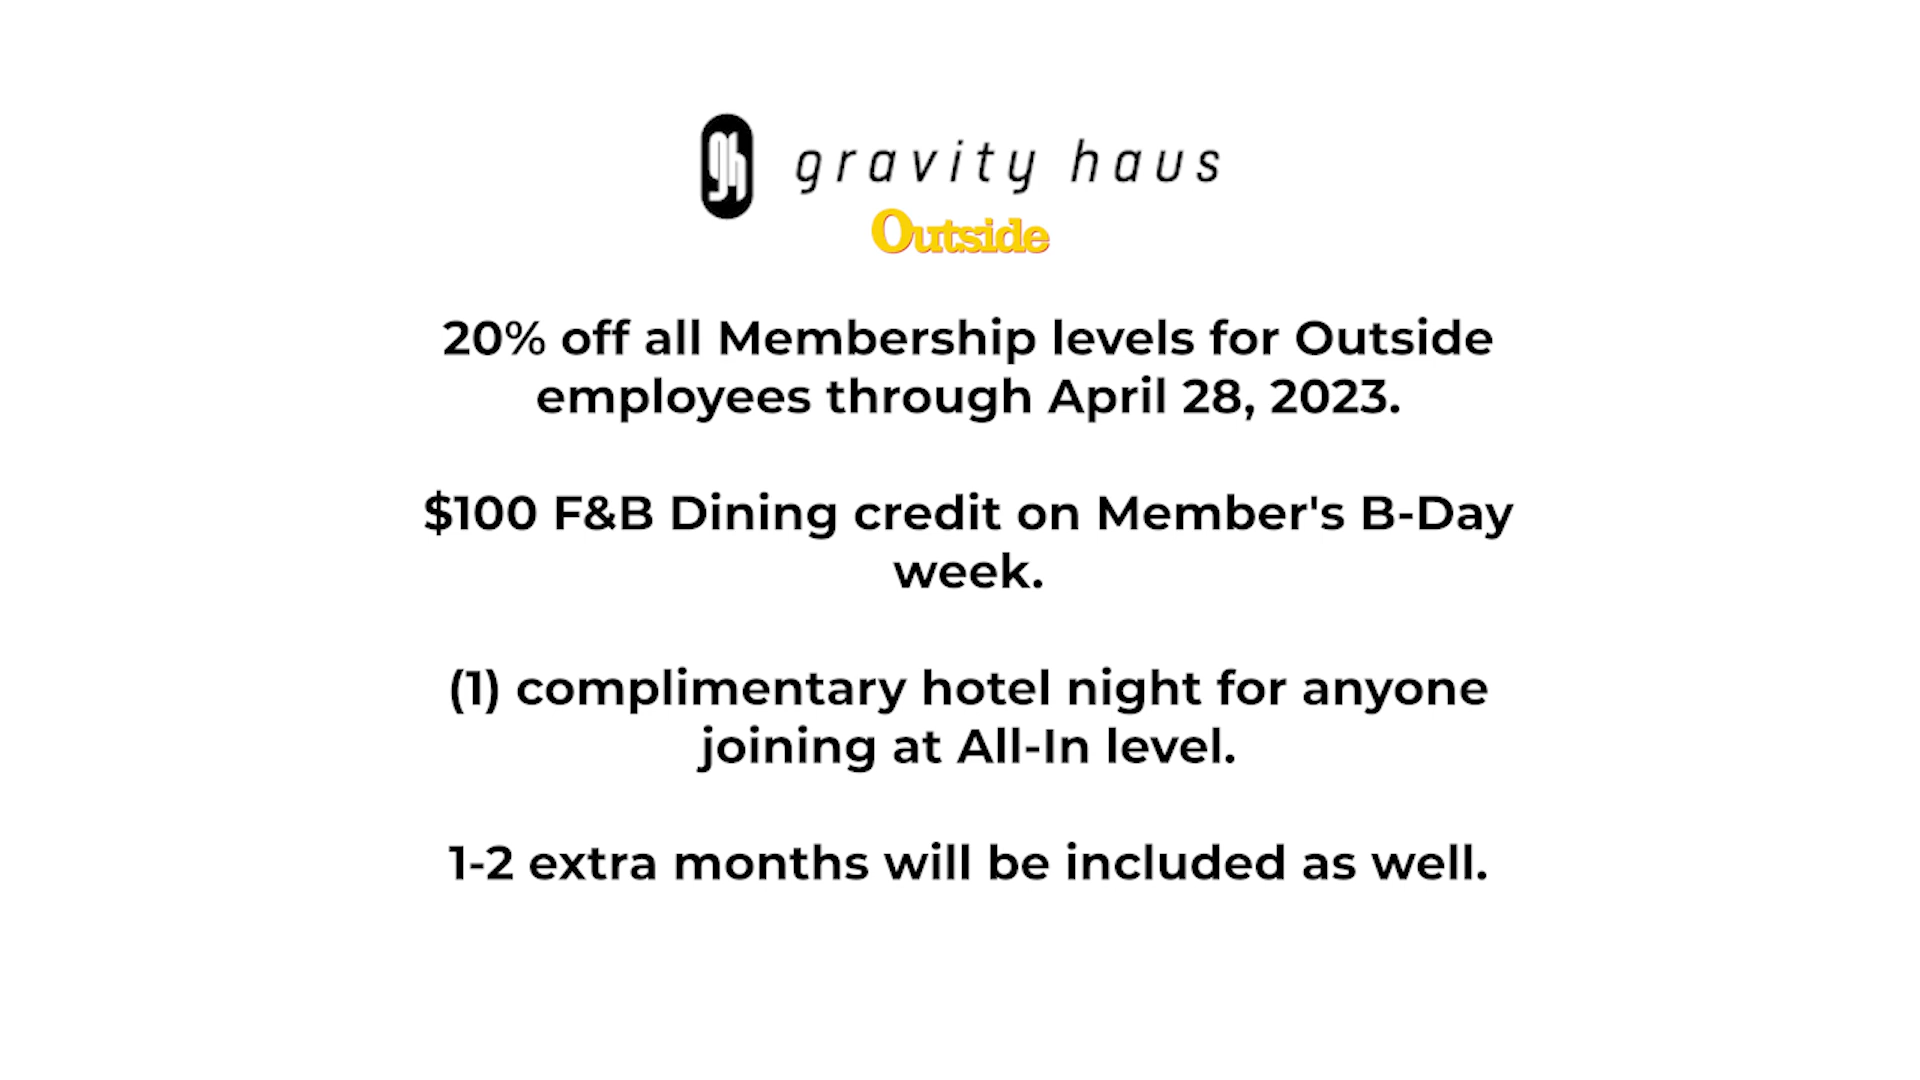 gh gravity haus
Outside
20% off all Membership levels for Outside
employees through April 28, 2023.
$100 F&B Dining credit on Member's B-Day
week.
(1) complimentary hotel night for anyone
joining at All-In level.
1-2 extra months will be included as well.